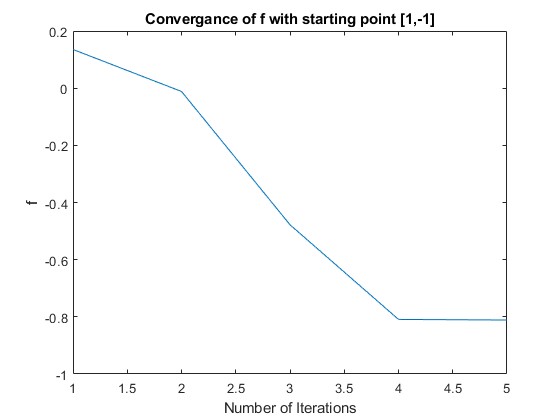 Convergance of f with starting point [1,-1]
0.2
0
-0.2
-0.4
-0.6
-0.8
-1
f
1 1.5 2 2.5 3 3.5 4 4.5 5
Number of Iterations